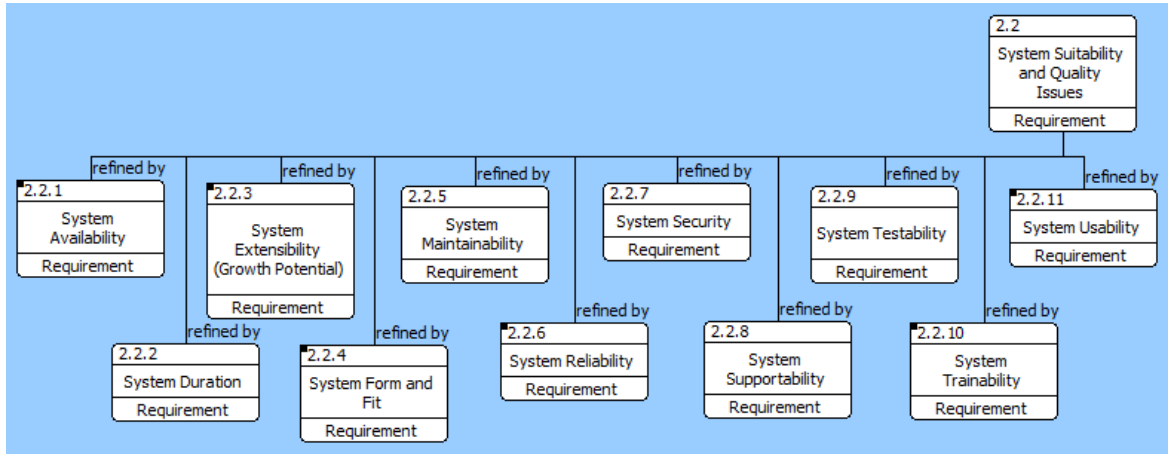 2.2
System Suitability
and Quality
Issues
Requirement
refined by
2.2.1
System
Availability
Requirement
refined by
2.2.3
System
Extensibility
(Growth Potential)
Requirement
refined by
2.2.5
System
Maintainability
Requirement
refined by
2.2.7
System Security
Requirement
refined by
2.2.9
System Testability
Requirement
refined by
2.2.11
System Usability
Requirement
refined by
2.2.2
System Duration
Requirement
refined by
2.2.4
System Form and
Fit
Requirement
refined by
2.2.6
System Reliability
Requirement
refined by
2.2.8
System
Supportability
Requirement
refined by
2.2.10
System
Trainability
Requirement